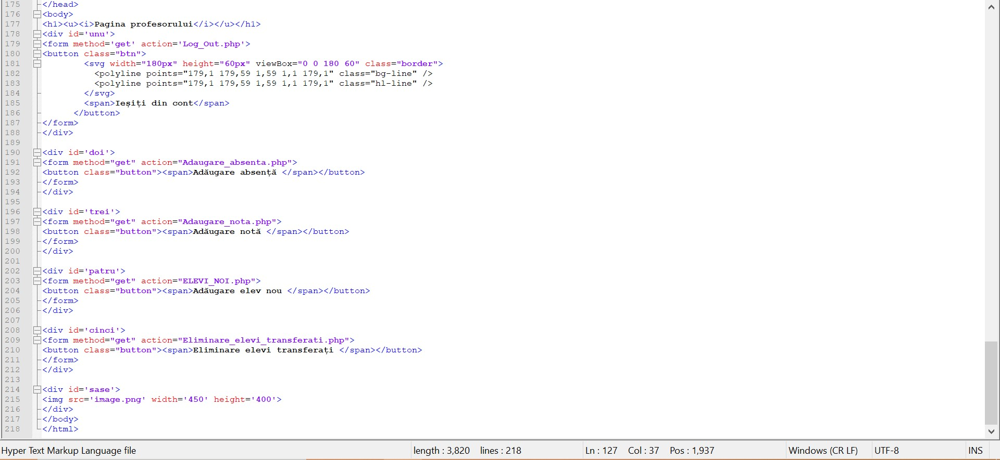 175 </head>
176 <body>
177 <h1><u><i>Pagina profesorului</i></u></h1>
178 <div id='unu'>
179 <form method='get' action='Log_Out.php'>
180 <button class="btn">
181 <svg width="180px" height="60px" viewBox="0 0 180 60" class="border">
182 <polyline points="179,1 179,59 1,59 1,1 179,1" class="bg-line" />
183 <polyline points="179,1 179,59 1,59 1,1 179,1" class="hl-line" />
184 </svg>
185 <span>Ieșiți din cont</span>
186 </button>
187 </form>
188 </div>
189
190 <div id='doi'>
191 <form method="get" action="Adaugare_absenta.php">
192 <button class="button"><span>Adăugare absență </span></button>
193 </form>
194 </div>
195
196 <div id='trei'>
197 <form method="get" action="Adaugare_nota.php">
198 <button class="button"><span>Adăugare notă </span></button>
199 </form>
200 </div>
201
202 <div id='patru'>
203 <form method="get" action="ELEVI_NOI.php">
204 <button class="button"><span>Adăugare elev nou </span></button>
205 </form>
206 </div>
207
208 <div id='cinci'>
209 <form method="get" action="Eliminare_elevi_transferati.php">
210 <button class="button"><span>Eliminare elevi transferați </span></button>
211 </form>
212 </div>
213
214 <div id='sase'>
215 <img src='image.png' width='450' height='400'>
216 </div>
217 </body>
218 </html>
Hyper Text Markup Language file length : 3,820 lines : 218 Ln : 127 Col : 37 Pos : 1,937 Windows (CR LF) UTF-8 INS